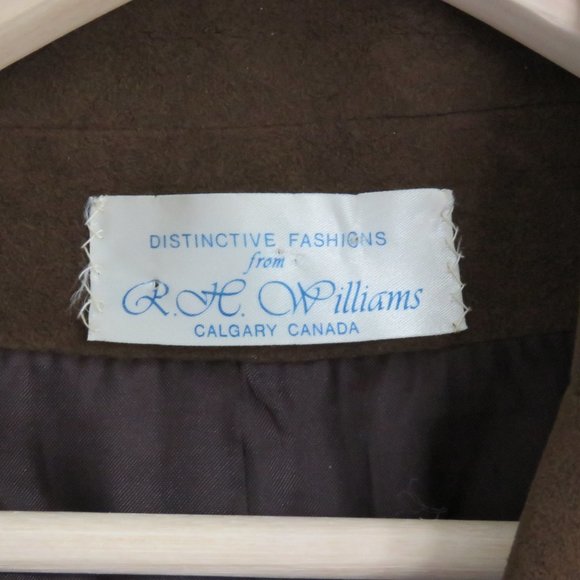 DISTINCTIVE FASHIONS
from
R.H. Williams
CALGARY CANADA